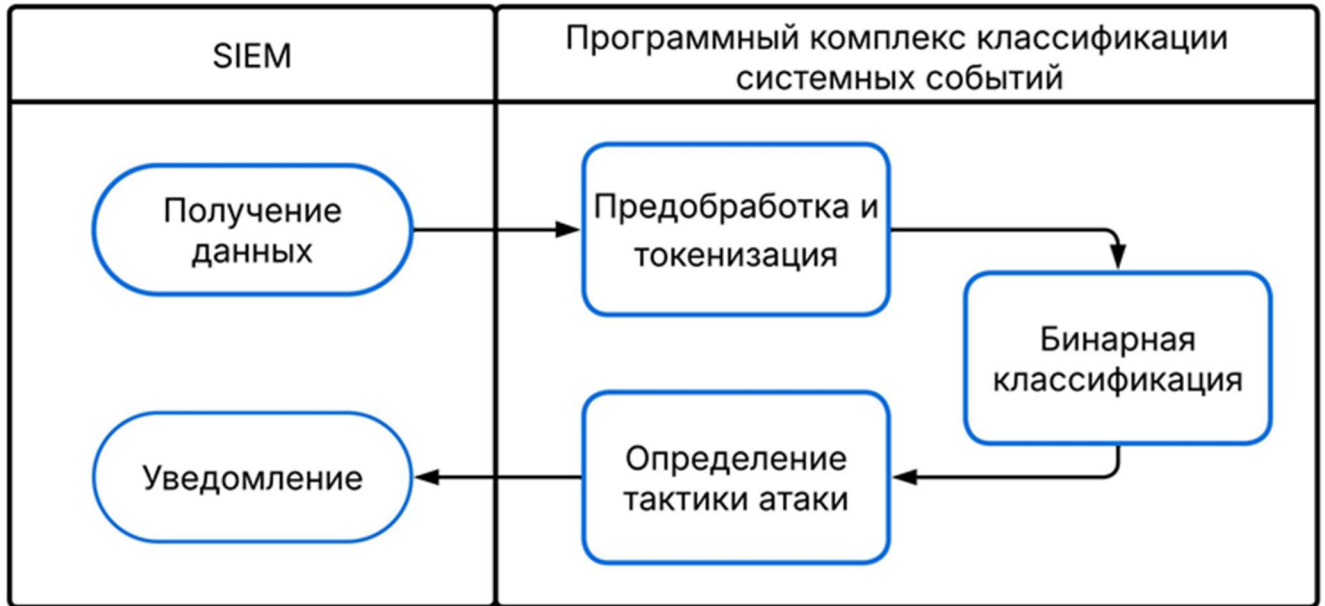 SIEM
Программный комплекс классификации
системных событий
Получение
данных
Предобработка и
токенизация
Бинарная
классификация
Определение
тактики атаки
Уведомление